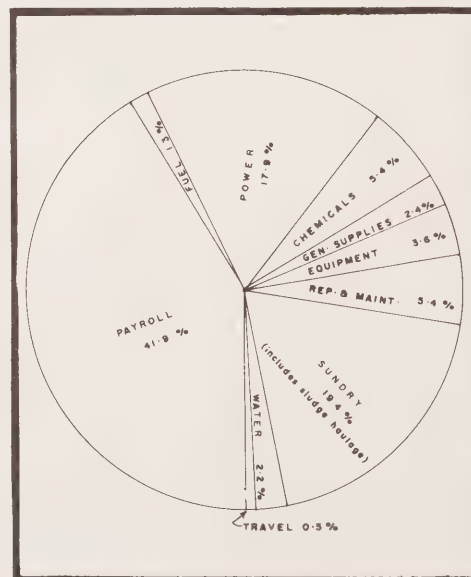 FUEL 1·3 %
POWER
17·9 %
CHEMICALS 5·4 %
GEN. SUPPLIES 2·4 %
EQUIPMENT 3·6 %
REP. & MAINT. 5·4 %
PAYROLL
41·9 %
SUNDRY
19·4 %
(includes sludge haulage)
WATER 2·2 %
TRAVEL 0·5 %